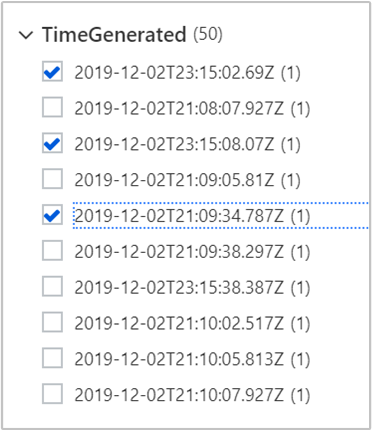 TimeGenerated (50)
2019-12-02T23:15:02.69Z (1)
2019-12-02T21:08:07.927Z (1)
2019-12-02T23:15:08.07Z (1)
2019-12-02T21:09:05.81Z (1)
2019-12-02T21:09:34.787Z (1)
2019-12-02T21:09:38.297Z (1)
2019-12-02T23:15:38.387Z (1)
2019-12-02T21:10:02.517Z (1)
2019-12-02T21:10:05.813Z (1)
2019-12-02T21:10:07.927Z (1)